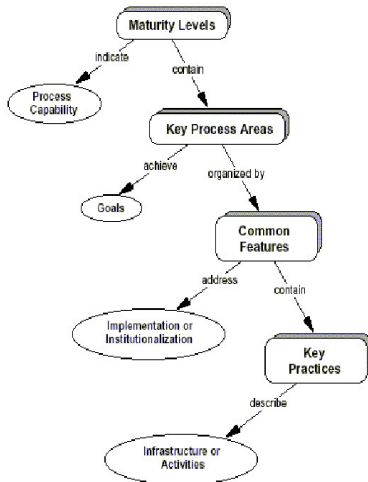 Maturity Levels
indicate
contain
Process
Capability
Key Process Areas
achieve
organized by
Goals
Common
Features
address
contain
Implementation or
Institutionalization
Key
Practices
describe
Infrastructure or
Activities